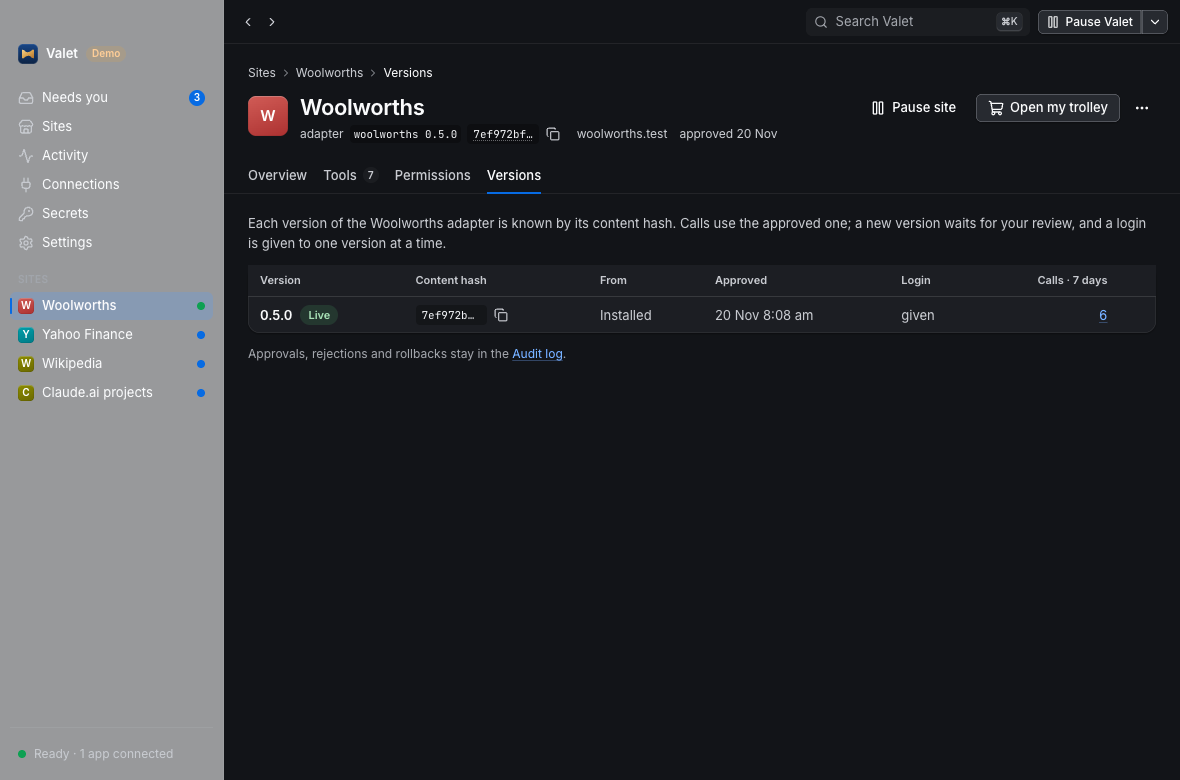 Search Valet
⌘K
Pause Valet
Valet
Demo
Needs you
3
Sites
Activity
Connections
Secrets
Settings
SITES
W
Woolworths
Y
Yahoo Finance
W
Wikipedia
C
Claude.ai projects
Ready · 1 app connected
Sites
Woolworths
Versions
W
Woolworths
adapter woolworths 0.5.0 7ef972bf… woolworths.test approved 20 Nov
Pause site
Open my trolley
Overview
Tools 7
Permissions
Versions
Each version of the Woolworths adapter is known by its content hash. Calls use the approved one; a new version waits for your review, and a login
is given to one version at a time.
Version Content hash From Approved Login Calls · 7 days
0.5.0 Live 7ef972b… Installed 20 Nov 8:08 am given 6
Approvals, rejections and rollbacks stay in the Audit log.